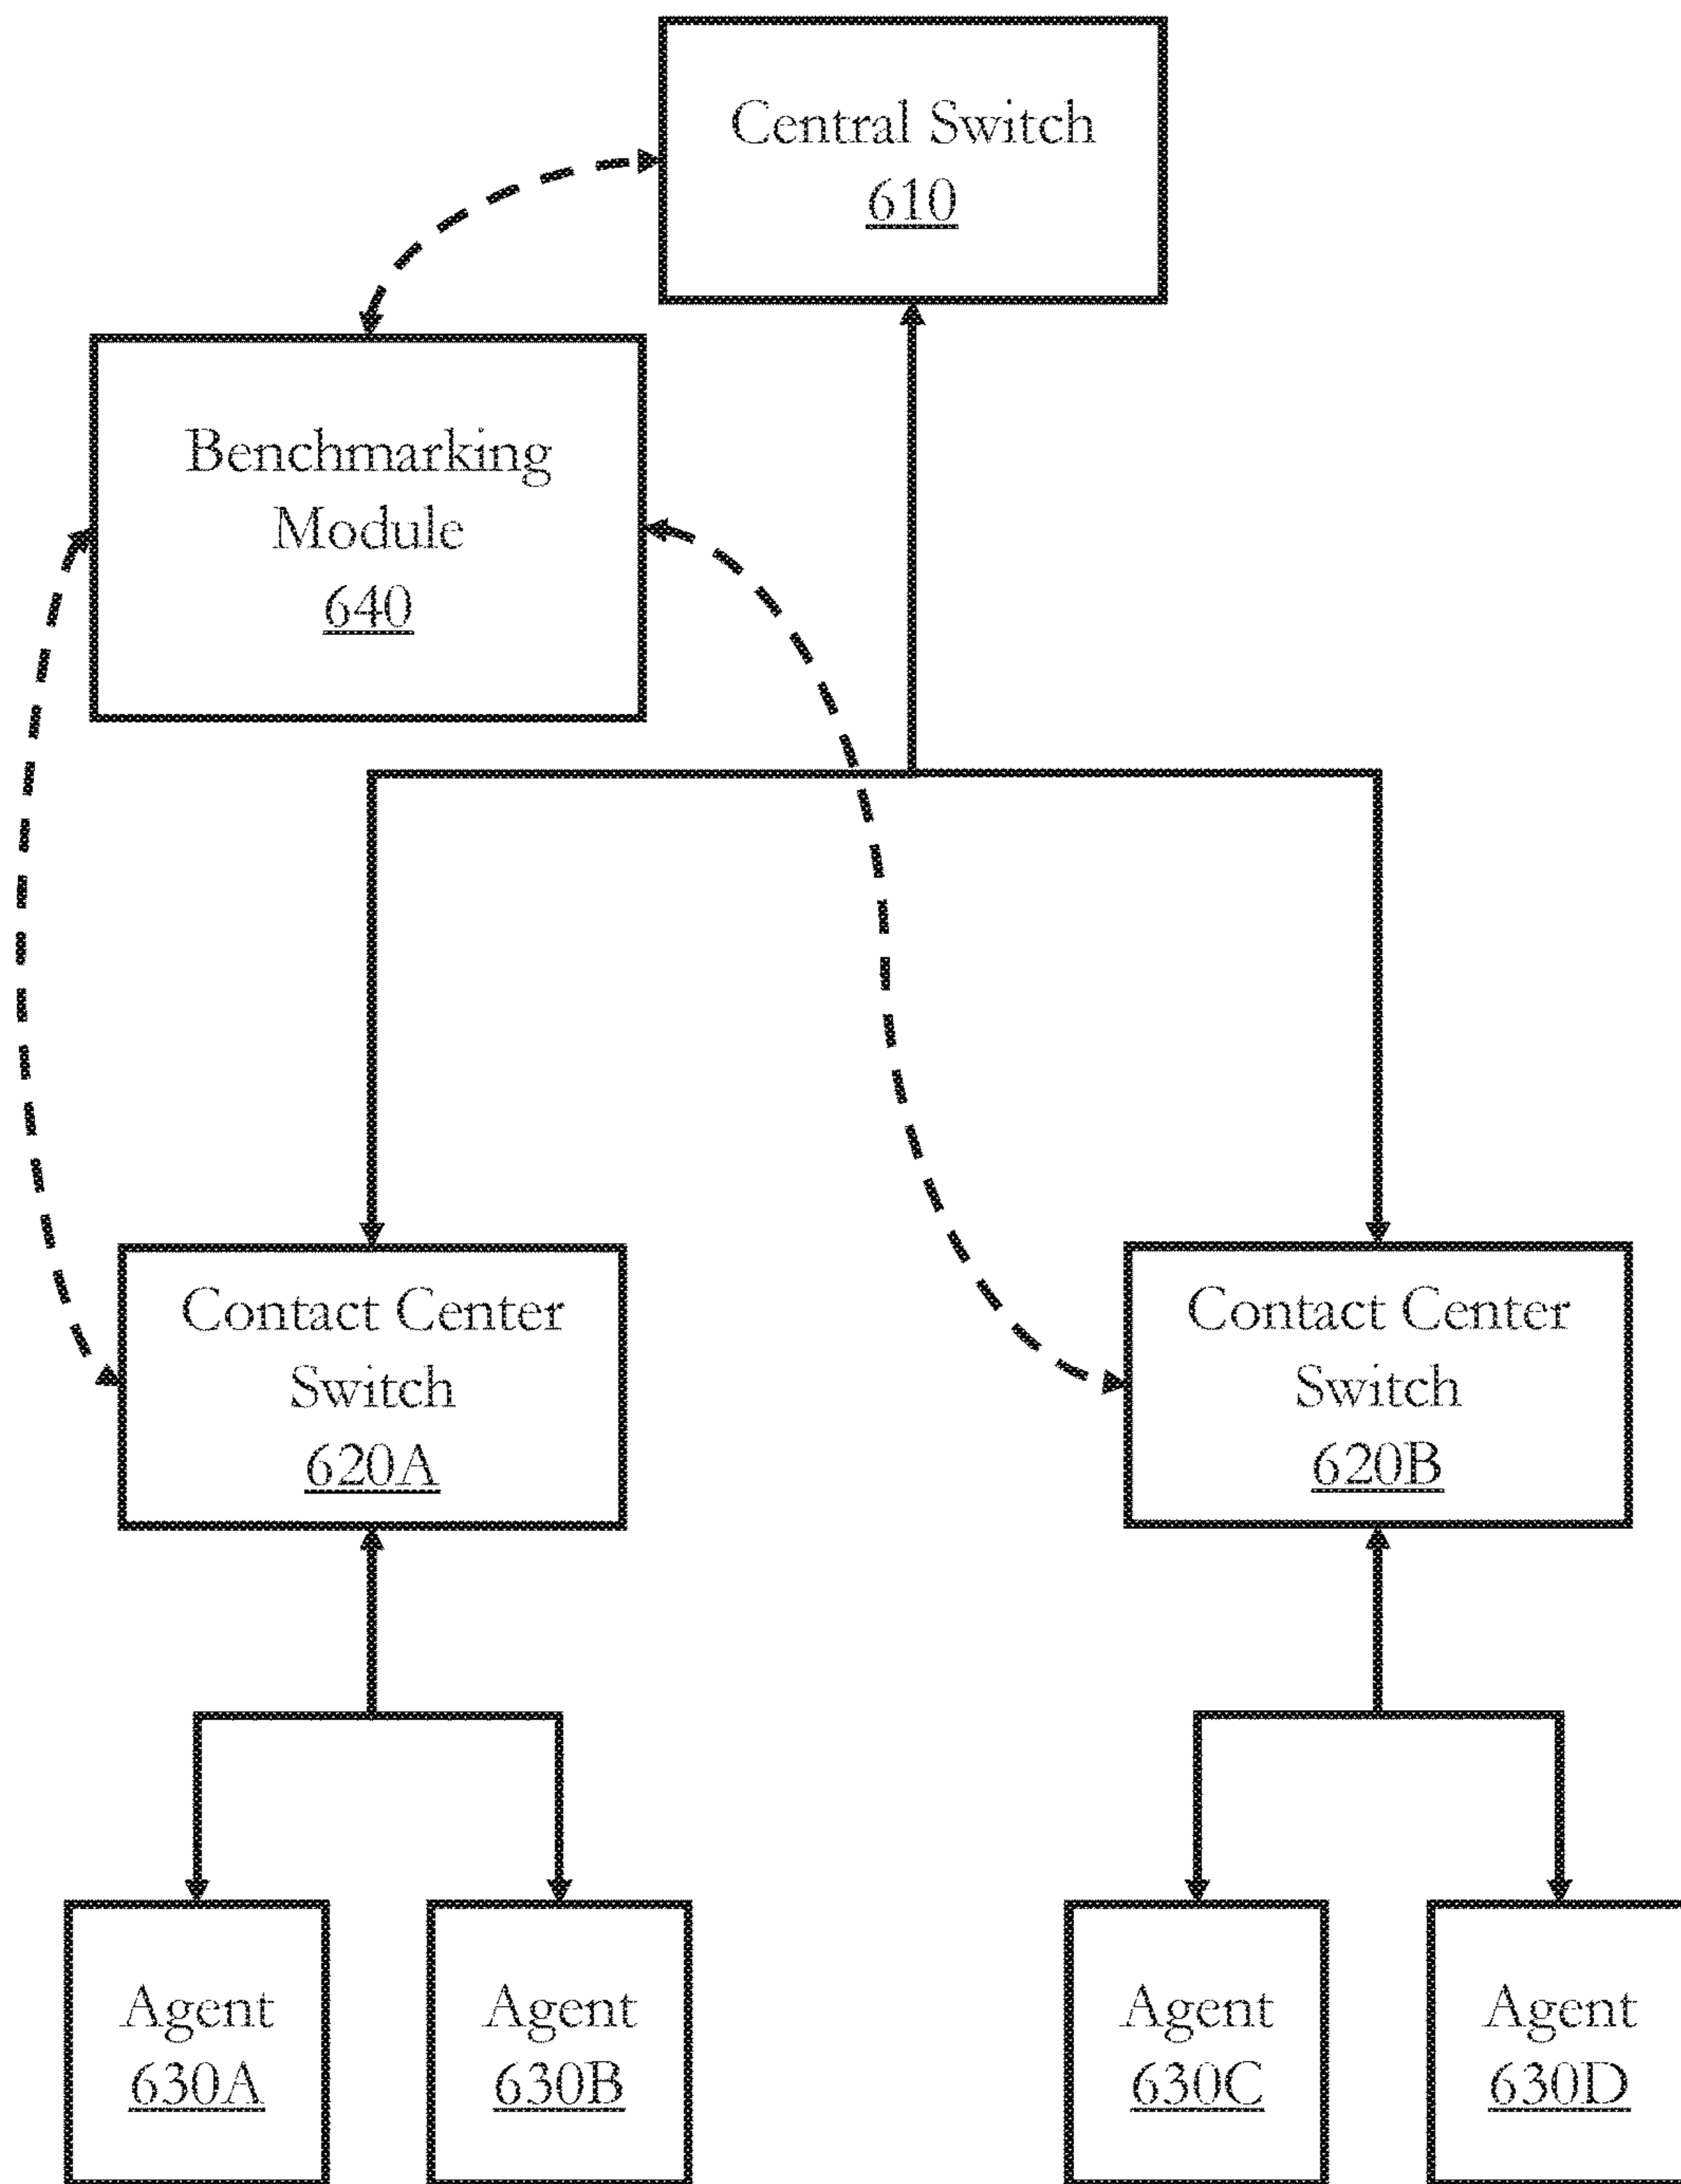 Central Switch
610
Benchmarking
Module
640
Contact Center
Switch
620A
Contact Center
Switch
620B
Agent
630A
Agent
630B
Agent
630C
Agent
630D